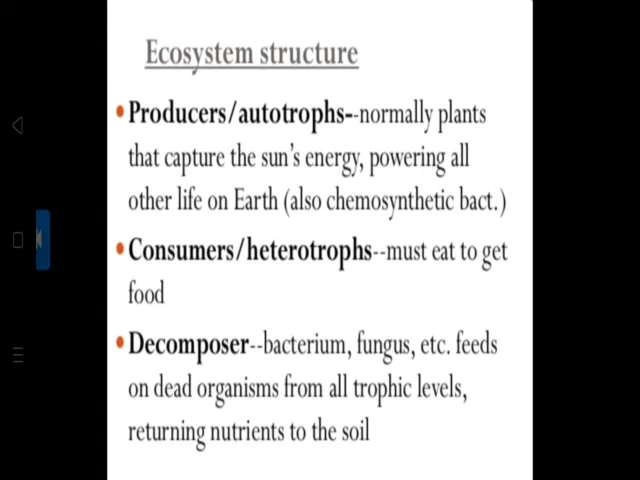 Ecosystem structure
• Producers/autotrophs--normally plants
that capture the sun's energy, powering all
other life on Earth (also chemosynthetic bact.)
• Consumers/heterotrophs--must eat to get
food
• Decomposer--bacterium, fungus, etc. feeds
on dead organisms from all trophic levels,
returning nutrients to the soil